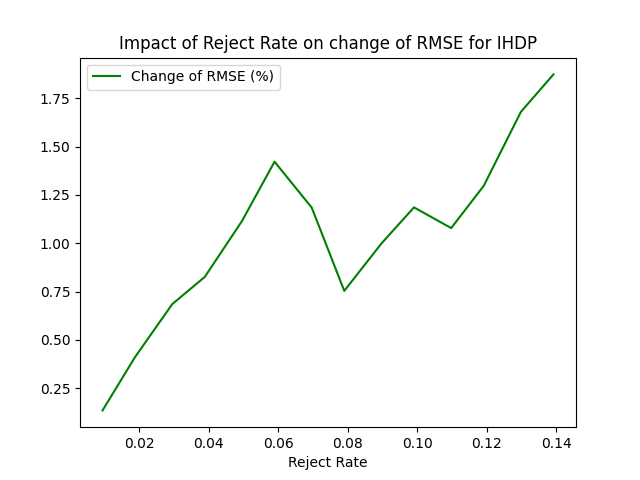 Impact of Reject Rate on change of RMSE for IHDP
Change of RMSE (%)
1.75
1.50
1.25
1.00
0.75
0.50
0.25
0.02 0.04 0.06 0.08 0.10 0.12 0.14
Reject Rate